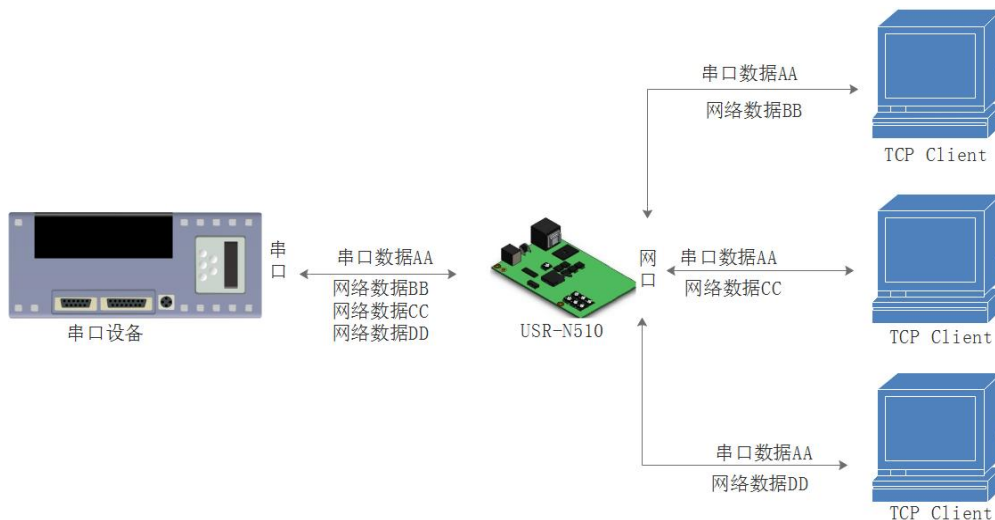 串口数据AA
网络数据BB
TCP Client
串口
串口数据AA
网络数据BB
网络数据CC
网络数据DD
串口设备
USR-N510
网口
串口数据AA
网络数据CC
TCP Client
串口数据AA
网络数据DD
TCP Client